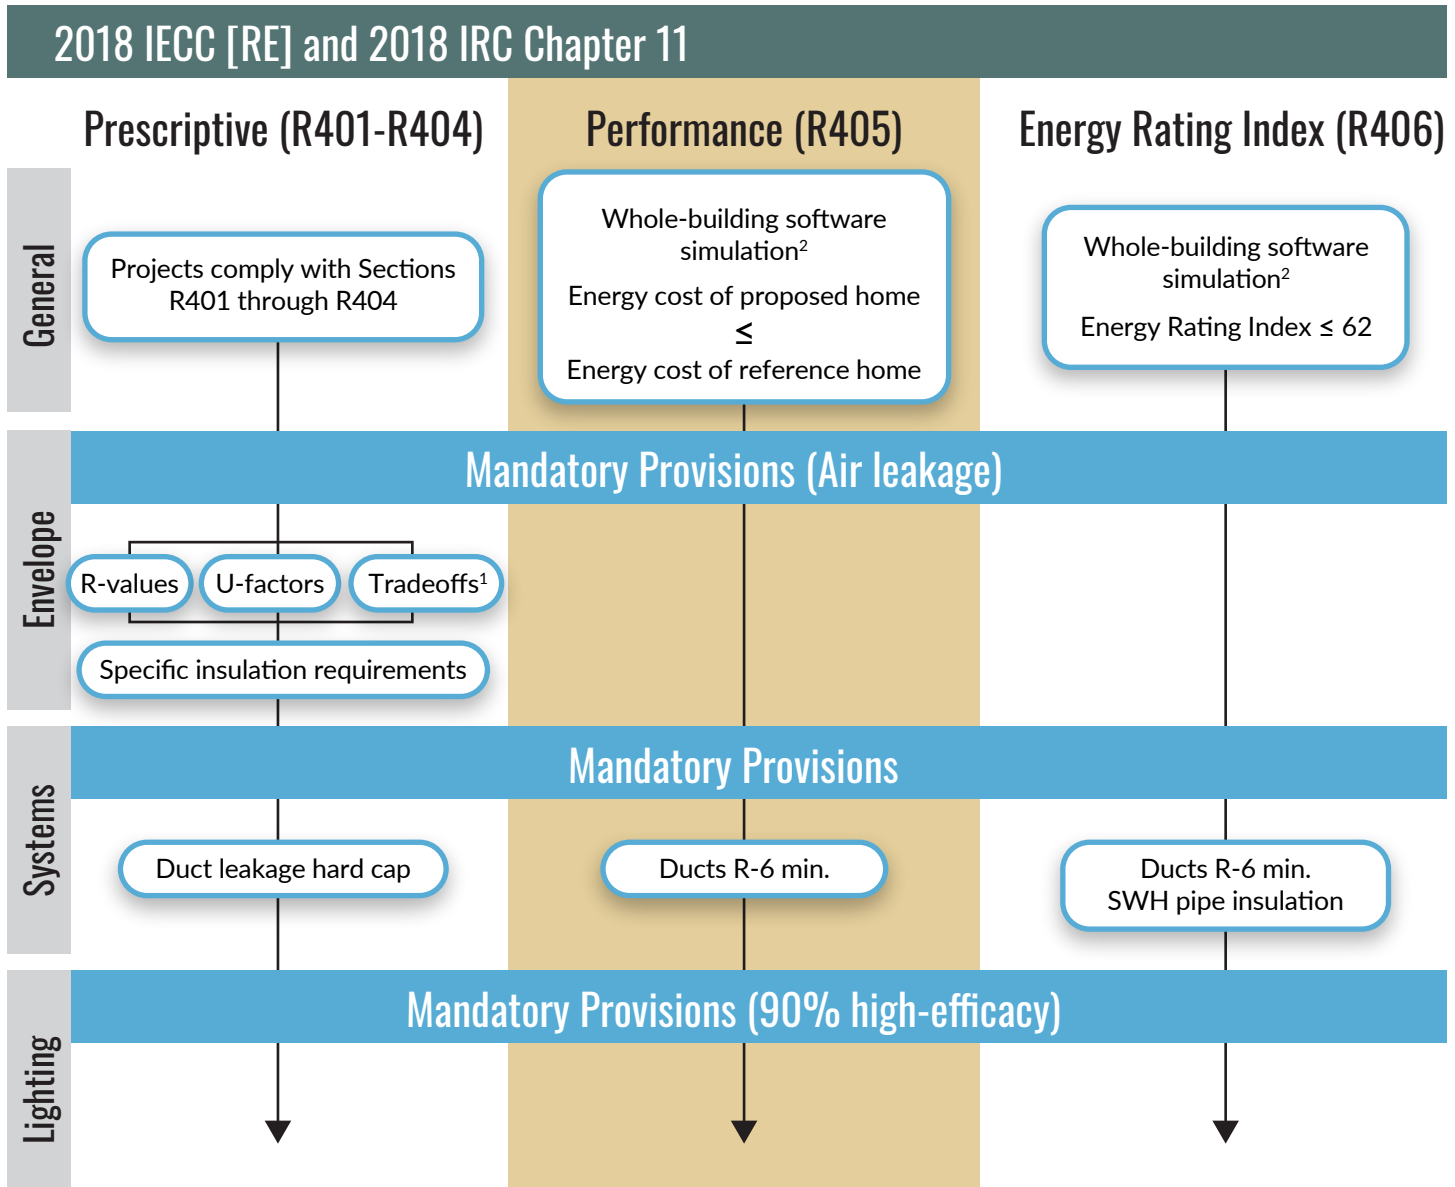 2018 IECC [RE] and 2018 IRC Chapter 11
Prescriptive (R401-R404)
Performance (R405)
Energy Rating Index (R406)
General
Projects comply with Sections
R401 through R404
Whole-building software
simulation²
Energy cost of proposed home
≤
Energy cost of reference home
Whole-building software
simulation²
Energy Rating Index ≤ 62
Envelope
Mandatory Provisions (Air leakage)
R-values
U-factors
Tradeoffs¹
Specific insulation requirements
Systems
Mandatory Provisions
Duct leakage hard cap
Ducts R-6 min.
Ducts R-6 min.
SWH pipe insulation
Lighting
Mandatory Provisions (90% high-efficacy)